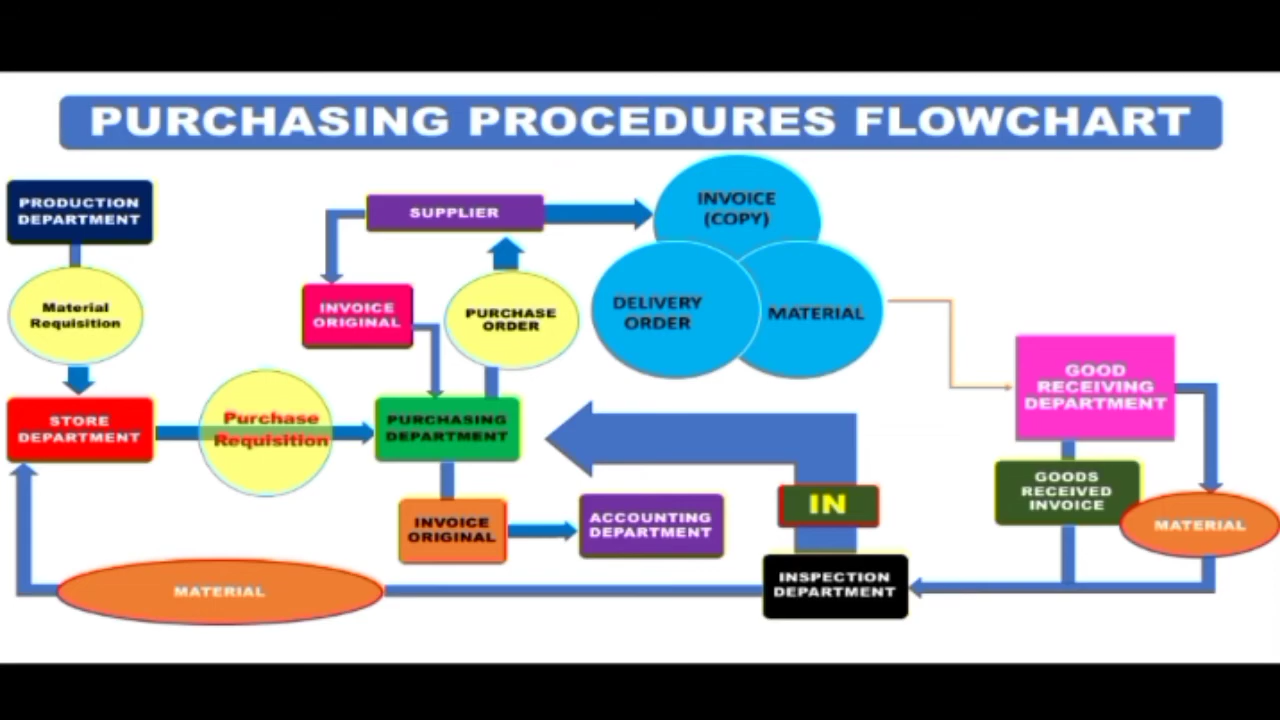 PURCHASING PROCEDURES FLOWCHART
PRODUCTION
DEPARTMENT
Material
Requisition
STORE
DEPARTMENT
Purchase
Requisition
SUPPLIER
INVOICE
ORIGINAL
PURCHASE
ORDER
PURCHASING
DEPARTMENT
INVOICE
ORIGINAL
ACCOUNTING
DEPARTMENT
INVOICE
(COPY)
DELIVERY
ORDER
MATERIAL
GOOD
RECEIVING
DEPARTMENT
GOODS
RECEIVED
INVOICE
MATERIAL
IN
INSPECTION
DEPARTMENT
MATERIAL